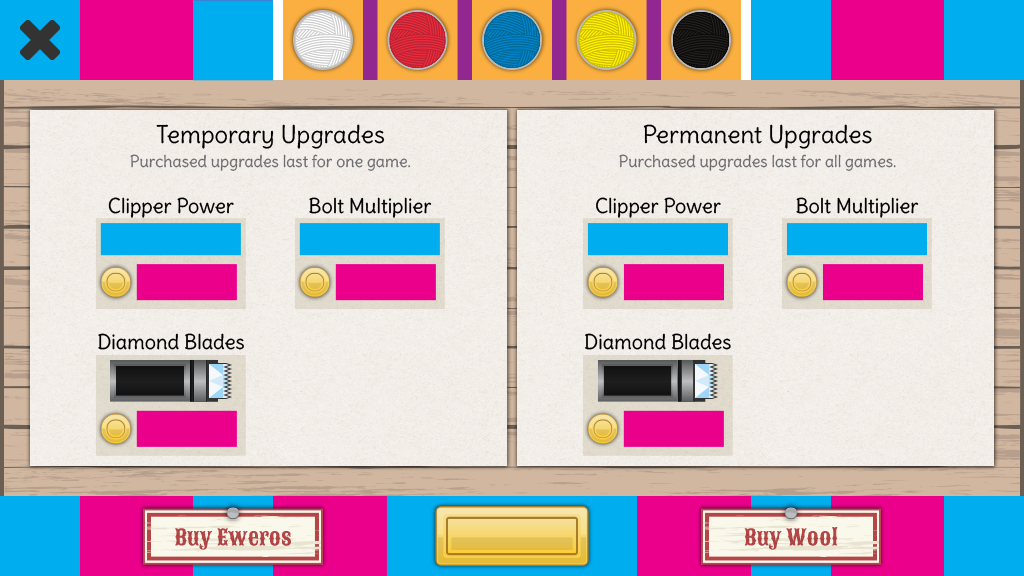 Temporary Upgrades
Purchased upgrades last for one game.
Clipper Power
Bolt Multiplier
Diamond Blades
Permanent Upgrades
Purchased upgrades last for all games.
Clipper Power
Bolt Multiplier
Diamond Blades
Buy Eweros
Buy Wool